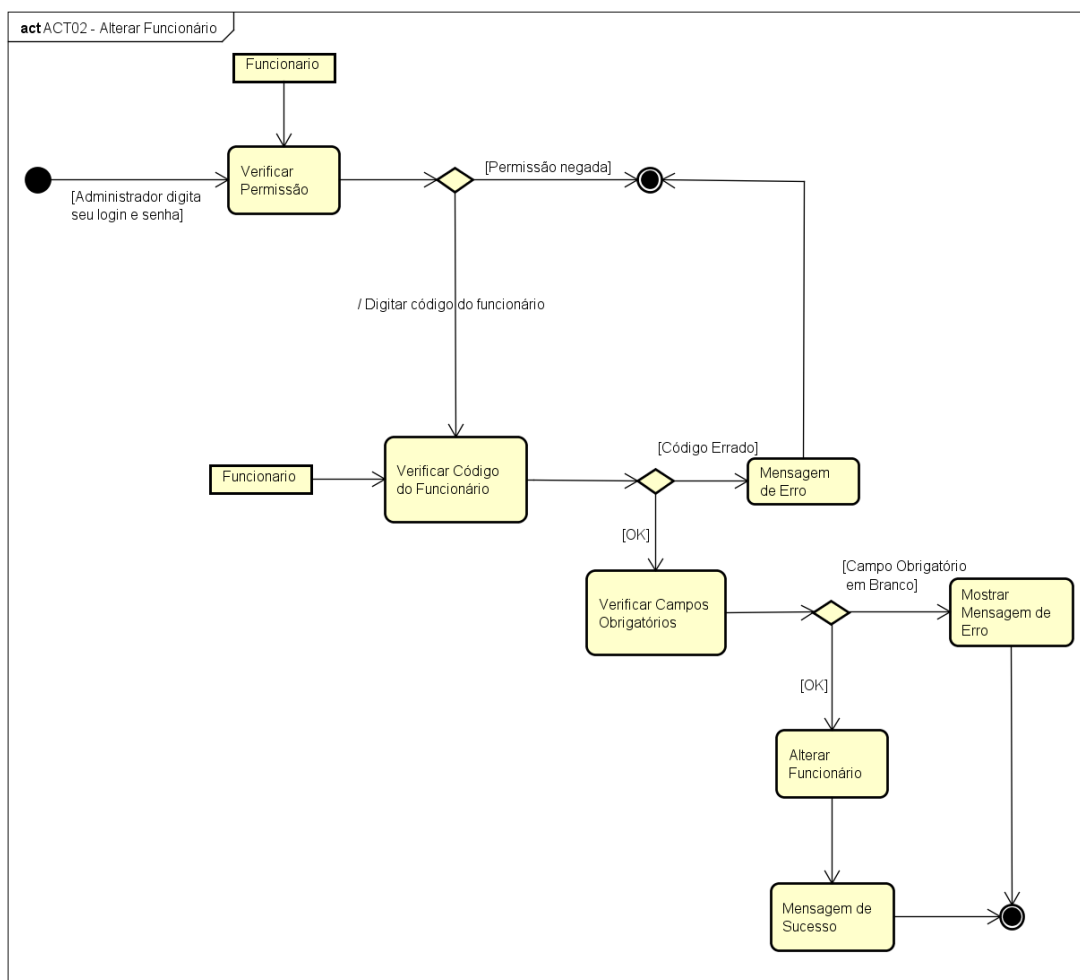 act ACT02 - Alterar Funcionário
Funcionario
Verificar
Permissão
[Permissão negada]
[Administrador digita
seu login e senha]
/ Digitar código do funcionário
Funcionario
Verificar Código
do Funcionário
[Código Errado]
Mensagem
de Erro
[OK]
Verificar Campos
Obrigatórios
[Campo Obrigatório
em Branco]
Mostrar
Mensagem de
Erro
[OK]
Alterar
Funcionário
Mensagem de
Sucesso